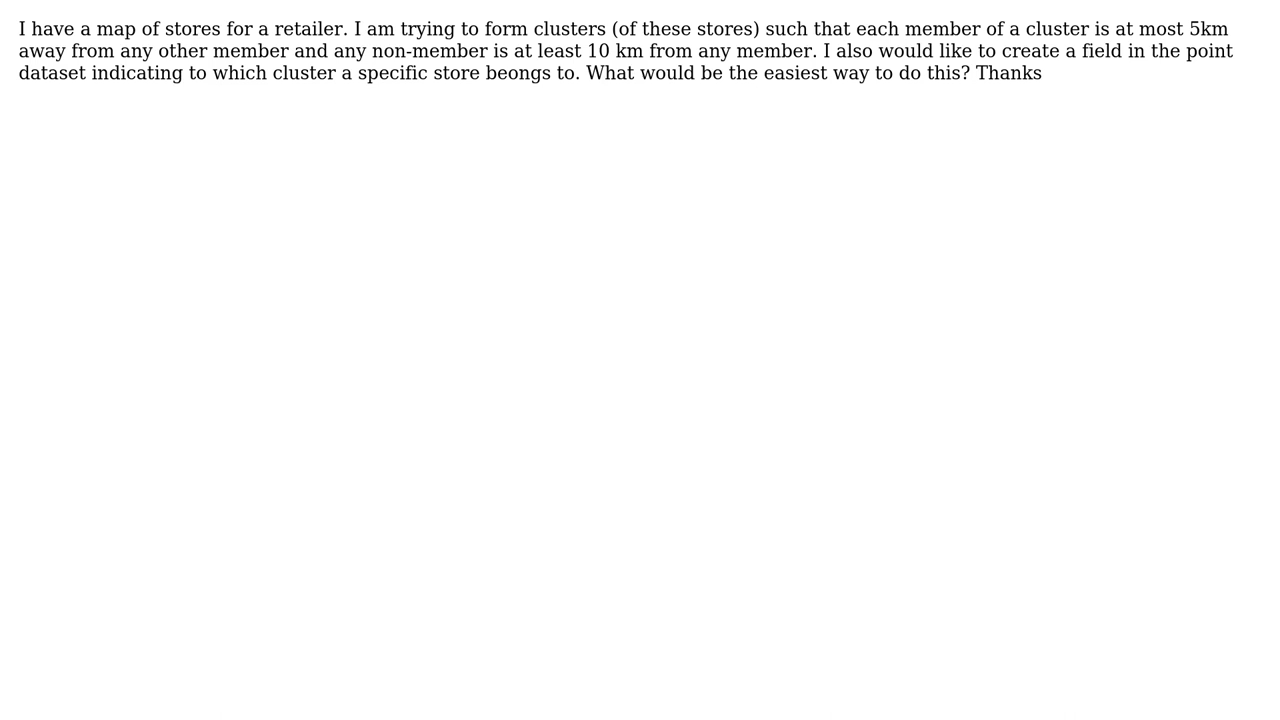 I have a map of stores for a retailer. I am trying to form clusters (of these stores) such that each member of a cluster is at most 5km
away from any other member and any non-member is at least 10 km from any member. I also would like to create a field in the point
dataset indicating to which cluster a specific store beongs to. What would be the easiest way to do this? Thanks